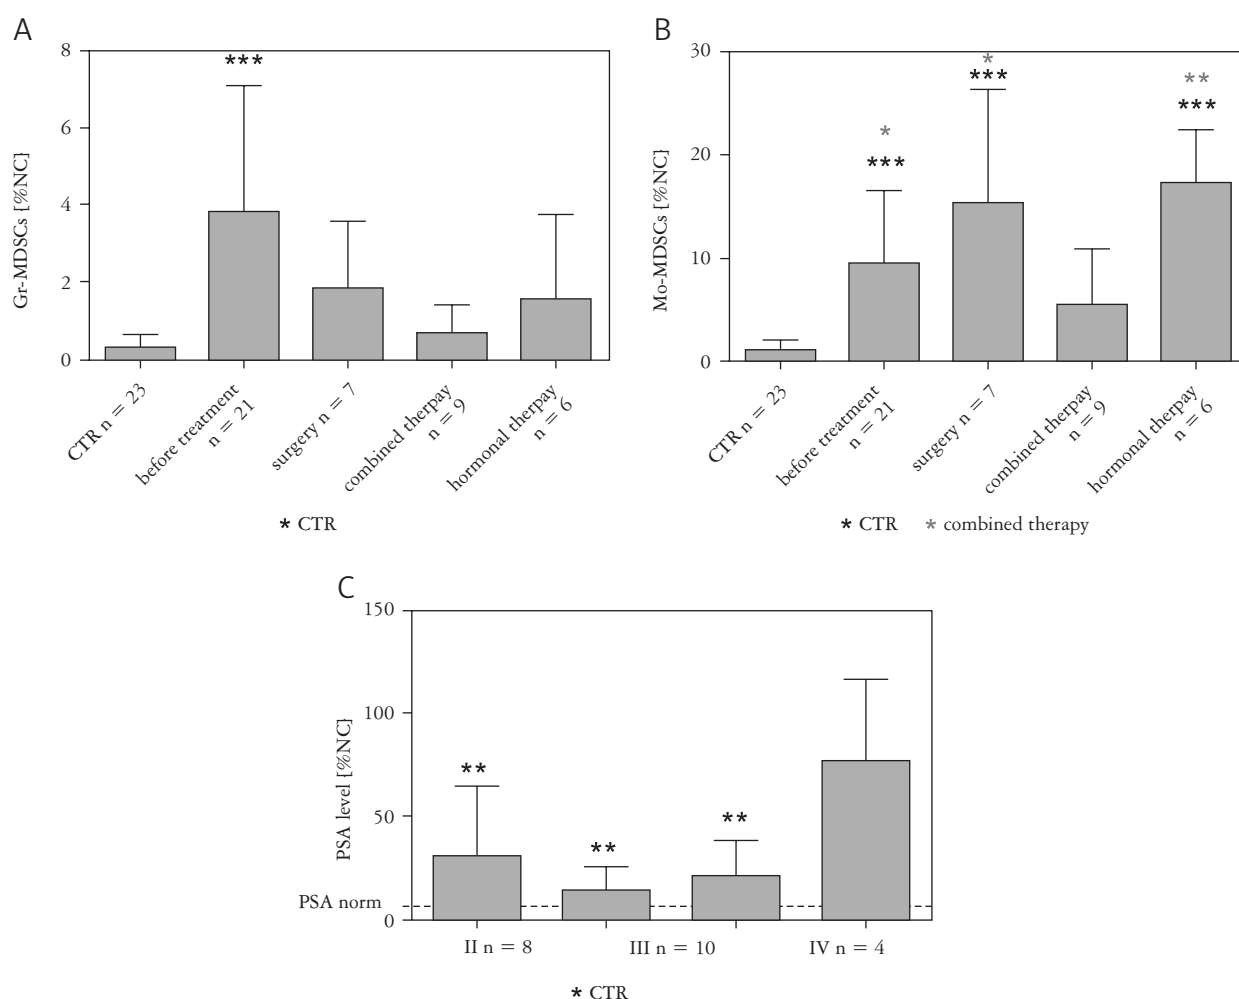 A
Gr-MDSCs [%NC]
8
6
4
2
0
***
CTR n = 23
before treatment
n = 21
surgery n = 7
combined therpay
n = 9
hormonal therpay
n = 6
* CTR
B
Mo-MDSCs [%NC]
30
20
10
0
*
***
*
***
**
***
CTR n = 23
before treatment
n = 21
surgery n = 7
combined therpay
n = 9
hormonal therpay
n = 6
* CTR * combined therapy
C
PSA level [%NC]
150
100
50
0
PSA norm
**
**
**
II n = 8
III n = 10
IV n = 4
* CTR